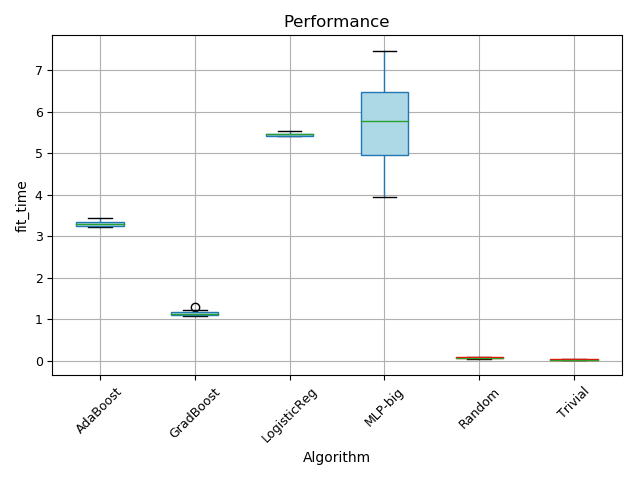 Performance
fit_time
7
6
5
4
3
2
1
0
AdaBoost
GradBoost
LogisticReg
MLP-big
Random
Trivial
Algorithm